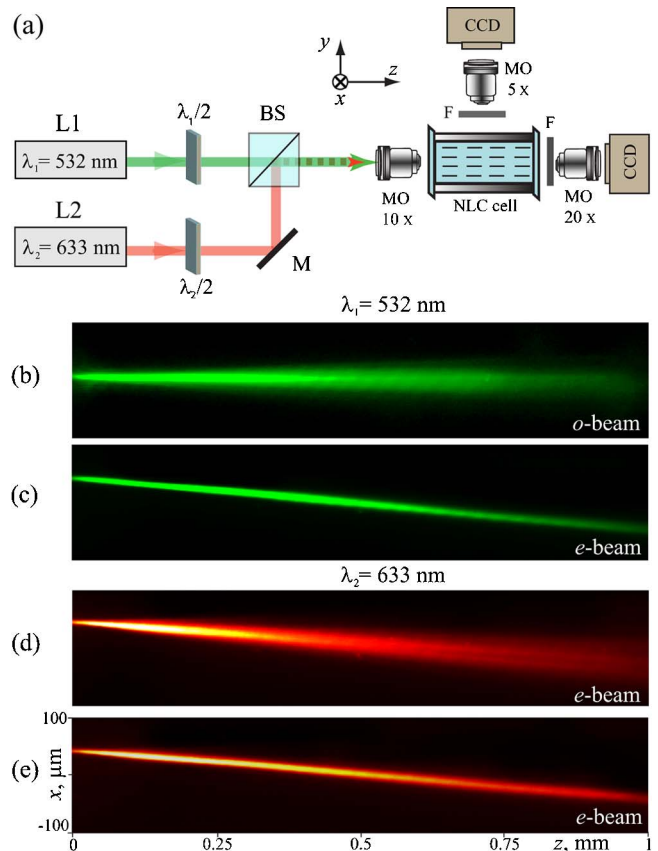 (a)
CCD
y
z
x
MO
5 x
F
L1
λ₁/2
BS
F
λ₁= 532 nm
CCD
L2
MO
10 x
NLC cell
MO
20 x
λ₂= 633 nm
M
λ₂/2
λ₁= 532 nm
(b)
o-beam
(c)
e-beam
λ₂= 633 nm
(d)
e-beam
100
(e)
x, μm
e-beam
-100
0
0.25
0.5
0.75
z, mm
1